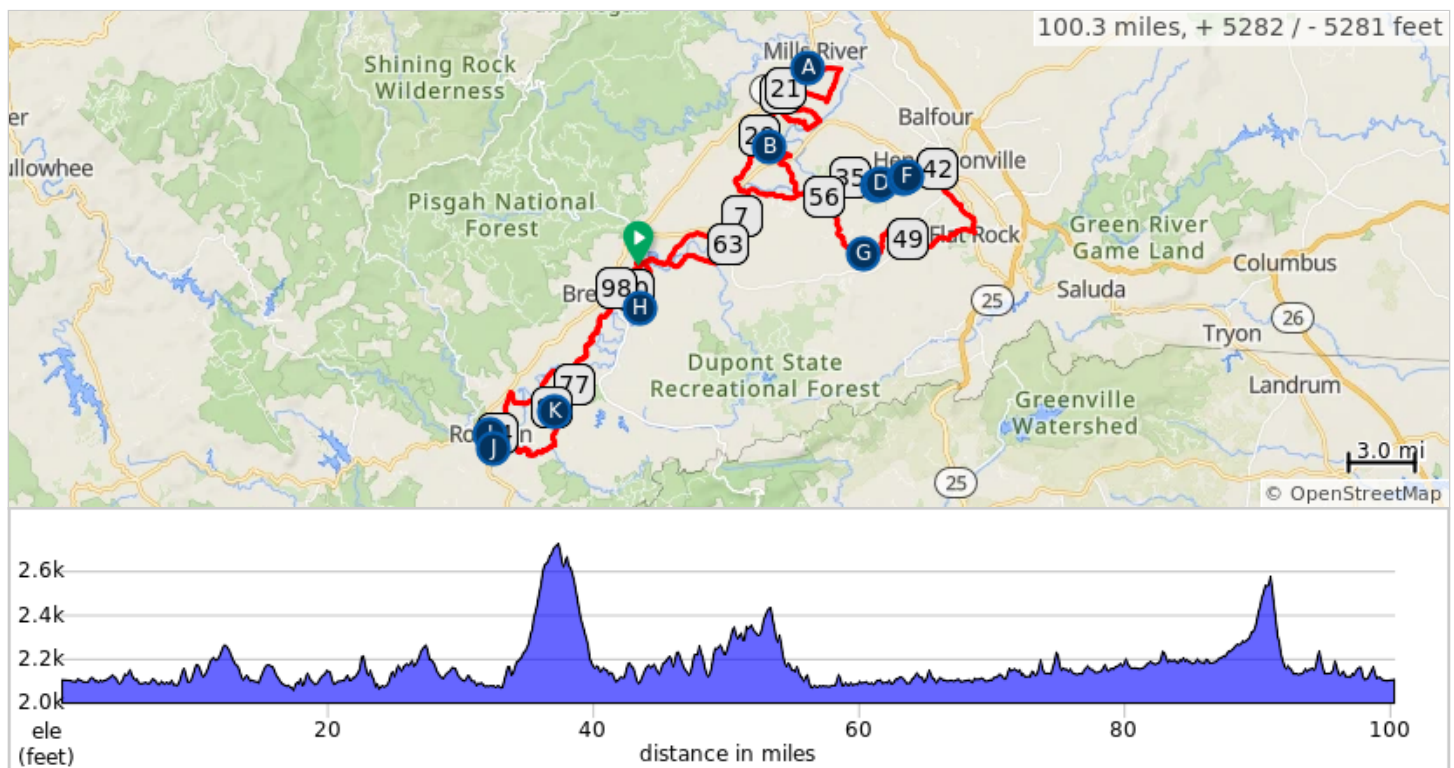 100.3 miles, + 5282 / - 5281 feet
Mills River
A
Shining Rock
Wilderness
21
Balfour
B
42
35
D
F
56
Pisgah National
Forest
7
63
49
Flat Rock
G
Green River
Game Land
Columbus
98
H
25
Saluda
26
Tryon
Dupont State
Recreational Forest
77
K
Landrum
Greenville
Watershed
J
25
3.0 mi
© OpenStreetMap
2.6k
2.4k
2.2k
2.0k
ele
(feet)
20
40
60
80
100
distance in miles